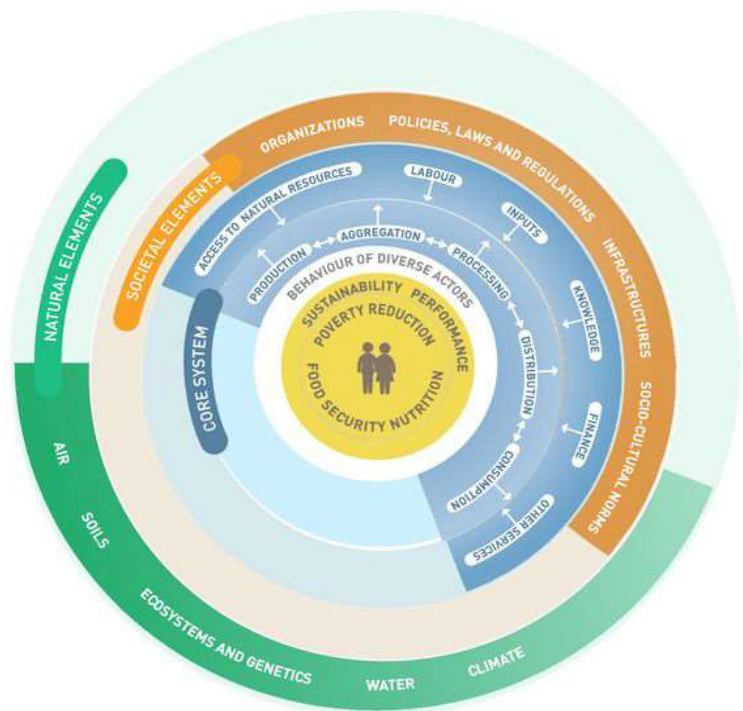 NATURAL ELEMENTS
SOCIETAL ELEMENTS
CORE SYSTEM
ORGANIZATIONS
POLICIES, LAWS AND REGULATIONS
INFRASTRUCTURES
SOCIO-CULTURAL NORMS
ACCESS TO NATURAL RESOURCES
LABOUR
INPUTS
KNOWLEDGE
FINANCE
OTHER SERVICES
PRODUCTION
AGGREGATION
PROCESSING
DISTRIBUTION
CONSUMPTION
BEHAVIOUR OF DIVERSE ACTORS
SUSTAINABILITY PERFORMANCE
POVERTY REDUCTION
FOOD SECURITY NUTRITION
AIR
SOILS
ECOSYSTEMS AND GENETICS
WATER
CLIMATE